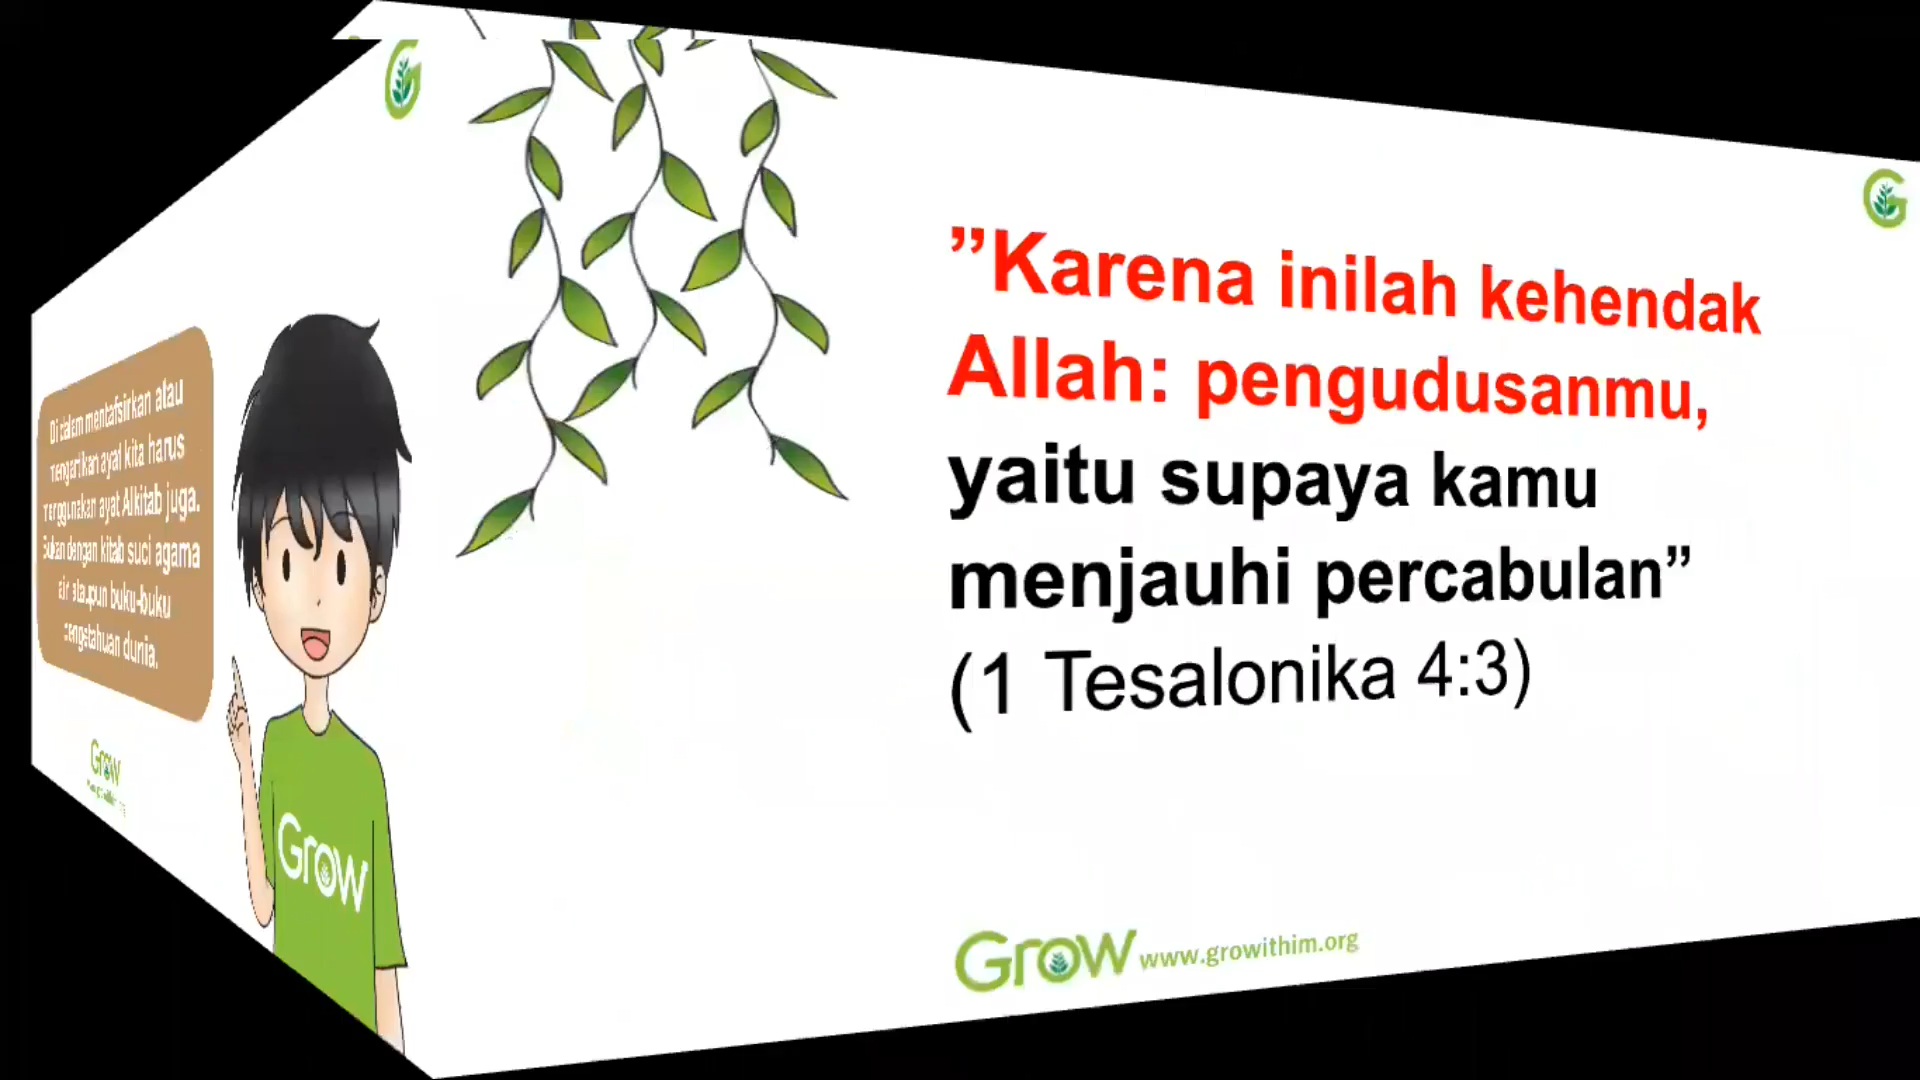 Di dalam mentafsirkan atau
mengartikan ayat kita harus
menggunakan ayat Alkitab juga.
Bukan dengan kitab suci agama
lain ataupun buku-buku
pengetahuan dunia.
Grow
Grow
”Karena inilah kehendak
Allah: pengudusanmu,
yaitu supaya kamu
menjauhi percabulan”
(1 Tesalonika 4:3)
Grow www.growithim.org